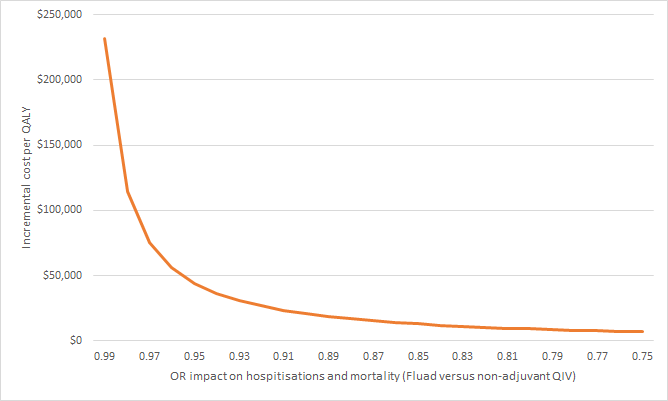 $250,000
$200,000
$150,000
$100,000
$50,000
$0
Incremental cost per QALY
0.99 0.97 0.95 0.93 0.91 0.89 0.87 0.85 0.83 0.81 0.79 0.77 0.75
OR impact on hospitisations and mortality (Fluad versus non-adjuvant QIV)